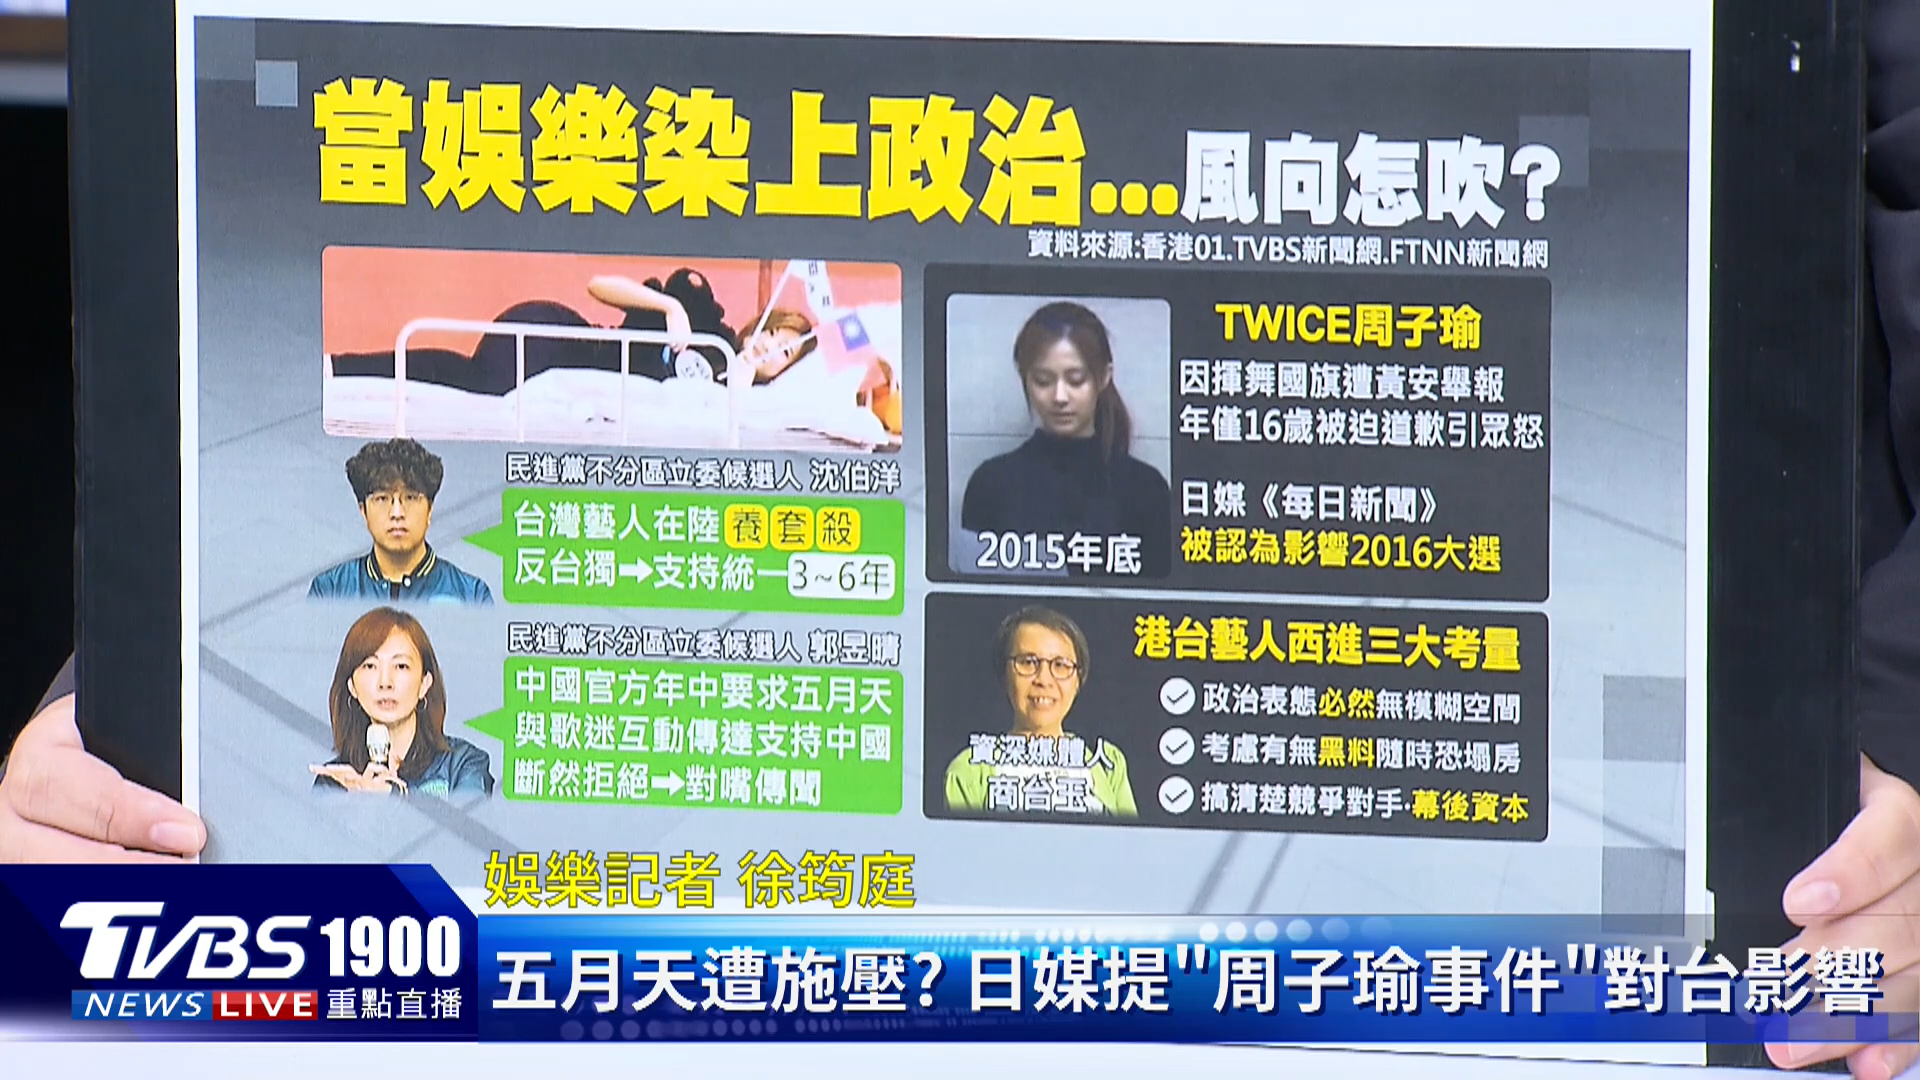 當娛樂染上政治...風向怎吹?
資料來源:香港01.TVBS新聞網.FTNN新聞網
民進黨不分區立委候選人 沈伯洋
台灣藝人在陸養套殺
反台獨→支持統一3~6年
民進黨不分區立委候選人 郭昱晴
中國官方年中要求五月天
與歌迷互動傳達支持中國
斷然拒絕→對嘴傳聞
TWICE周子瑜
因揮舞國旗遭黃安舉報
年僅16歲被迫道歉引眾怒
日媒《每日新聞》
被認為影響2016大選
2015年底
港台藝人西進三大考量
政治表態必然無模糊空間
考慮有無黑料隨時恐塌房
搞清楚競爭對手·幕後資本
資深媒體人
商台玉
娛樂記者 徐筠庭
TVBS 1900
NEWS LIVE 重點直播
五月天遭施壓? 日媒提"周子瑜事件"對台影響